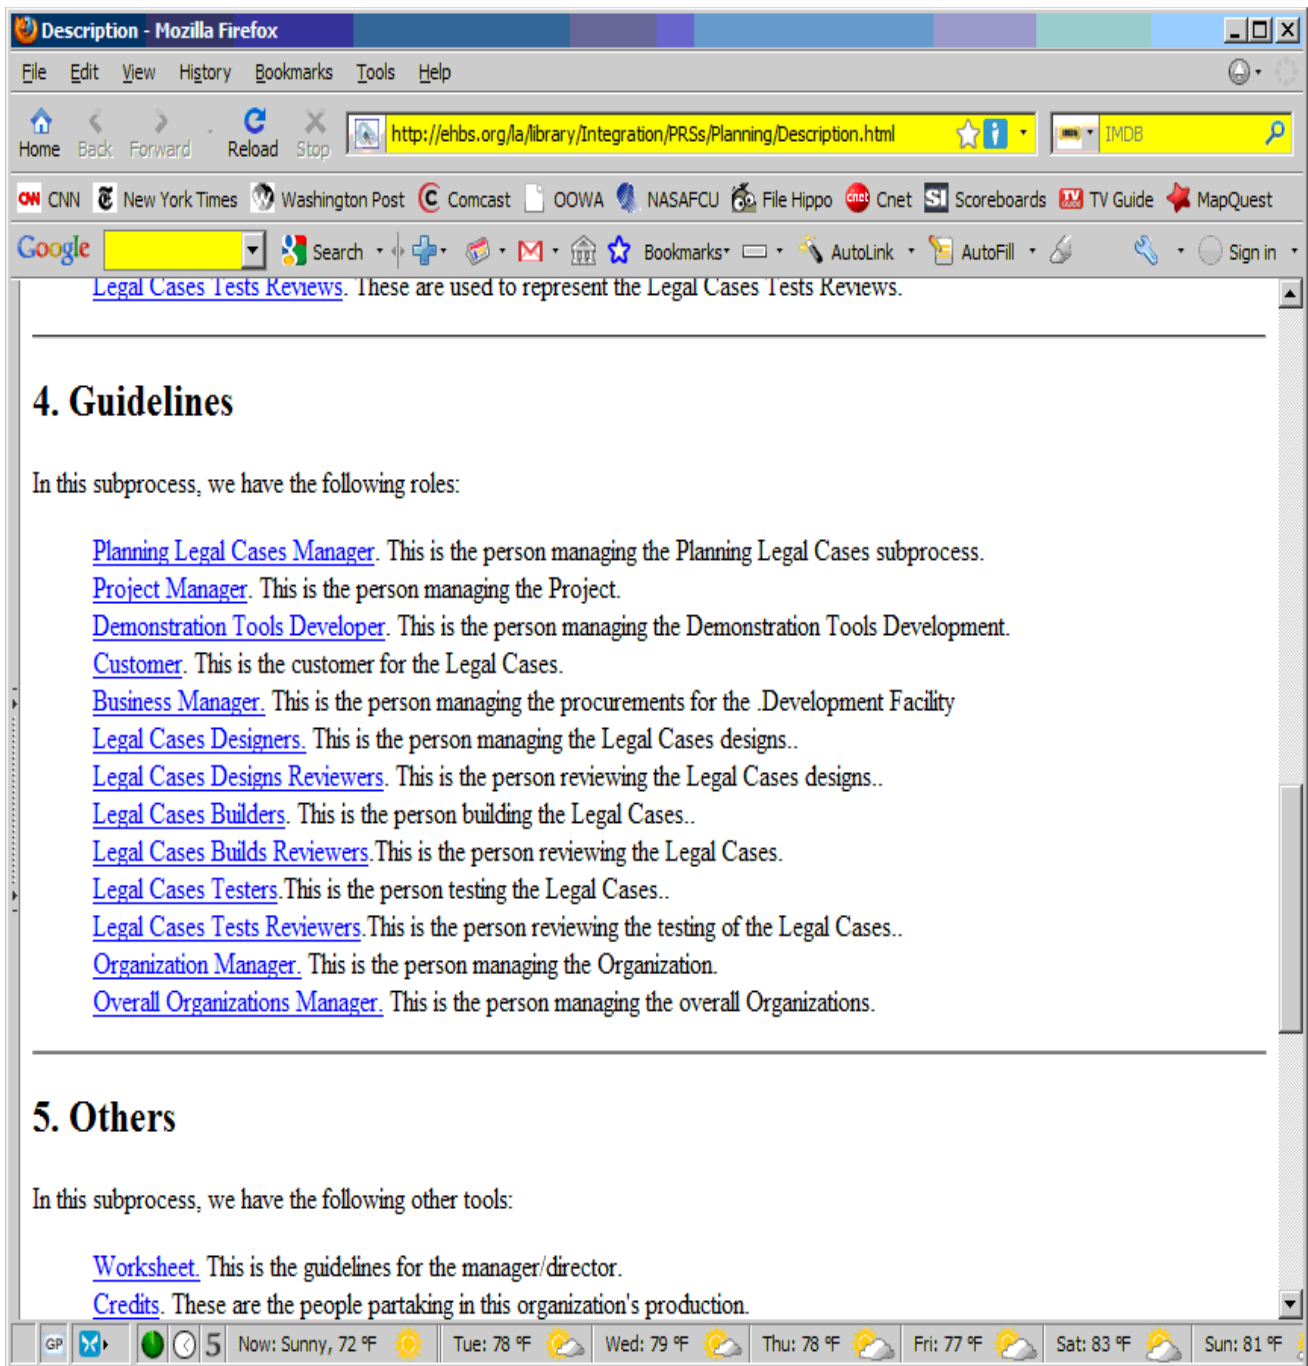 Description - Mozilla Firefox
File Edit View History Bookmarks Tools Help
Home Back Forward Reload Stop http://ehbs.org/la/library/Integration/PRSs/Planning/Description.html IMDB
CNN New York Times Washington Post Comcast OOWA NASAFCU File Hippo cnet Cnet SI Scoreboards TV Guide MapQuest
Google Search Bookmarks AutoLink AutoFill Sign in
Legal Cases Tests Reviews. These are used to represent the Legal Cases Tests Reviews.
4. Guidelines
In this subprocess, we have the following roles:
Planning Legal Cases Manager. This is the person managing the Planning Legal Cases subprocess.
Project Manager. This is the person managing the Project.
Demonstration Tools Developer. This is the person managing the Demonstration Tools Development.
Customer. This is the customer for the Legal Cases.
Business Manager. This is the person managing the procurements for the .Development Facility
Legal Cases Designers. This is the person managing the Legal Cases designs..
Legal Cases Designs Reviewers. This is the person reviewing the Legal Cases designs..
Legal Cases Builders. This is the person building the Legal Cases..
Legal Cases Builds Reviewers.This is the person reviewing the Legal Cases.
Legal Cases Testers.This is the person testing the Legal Cases..
Legal Cases Tests Reviewers.This is the person reviewing the testing of the Legal Cases..
Organization Manager. This is the person managing the Organization.
Overall Organizations Manager. This is the person managing the overall Organizations.
5. Others
In this subprocess, we have the following other tools:
Worksheet. This is the guidelines for the manager/director.
Credits. These are the people partaking in this organization's production.
GP 5 Now: Sunny, 72 °F Tue: 78 °F Wed: 79 °F Thu: 78 °F Fri: 77 °F Sat: 83 °F Sun: 81 °F